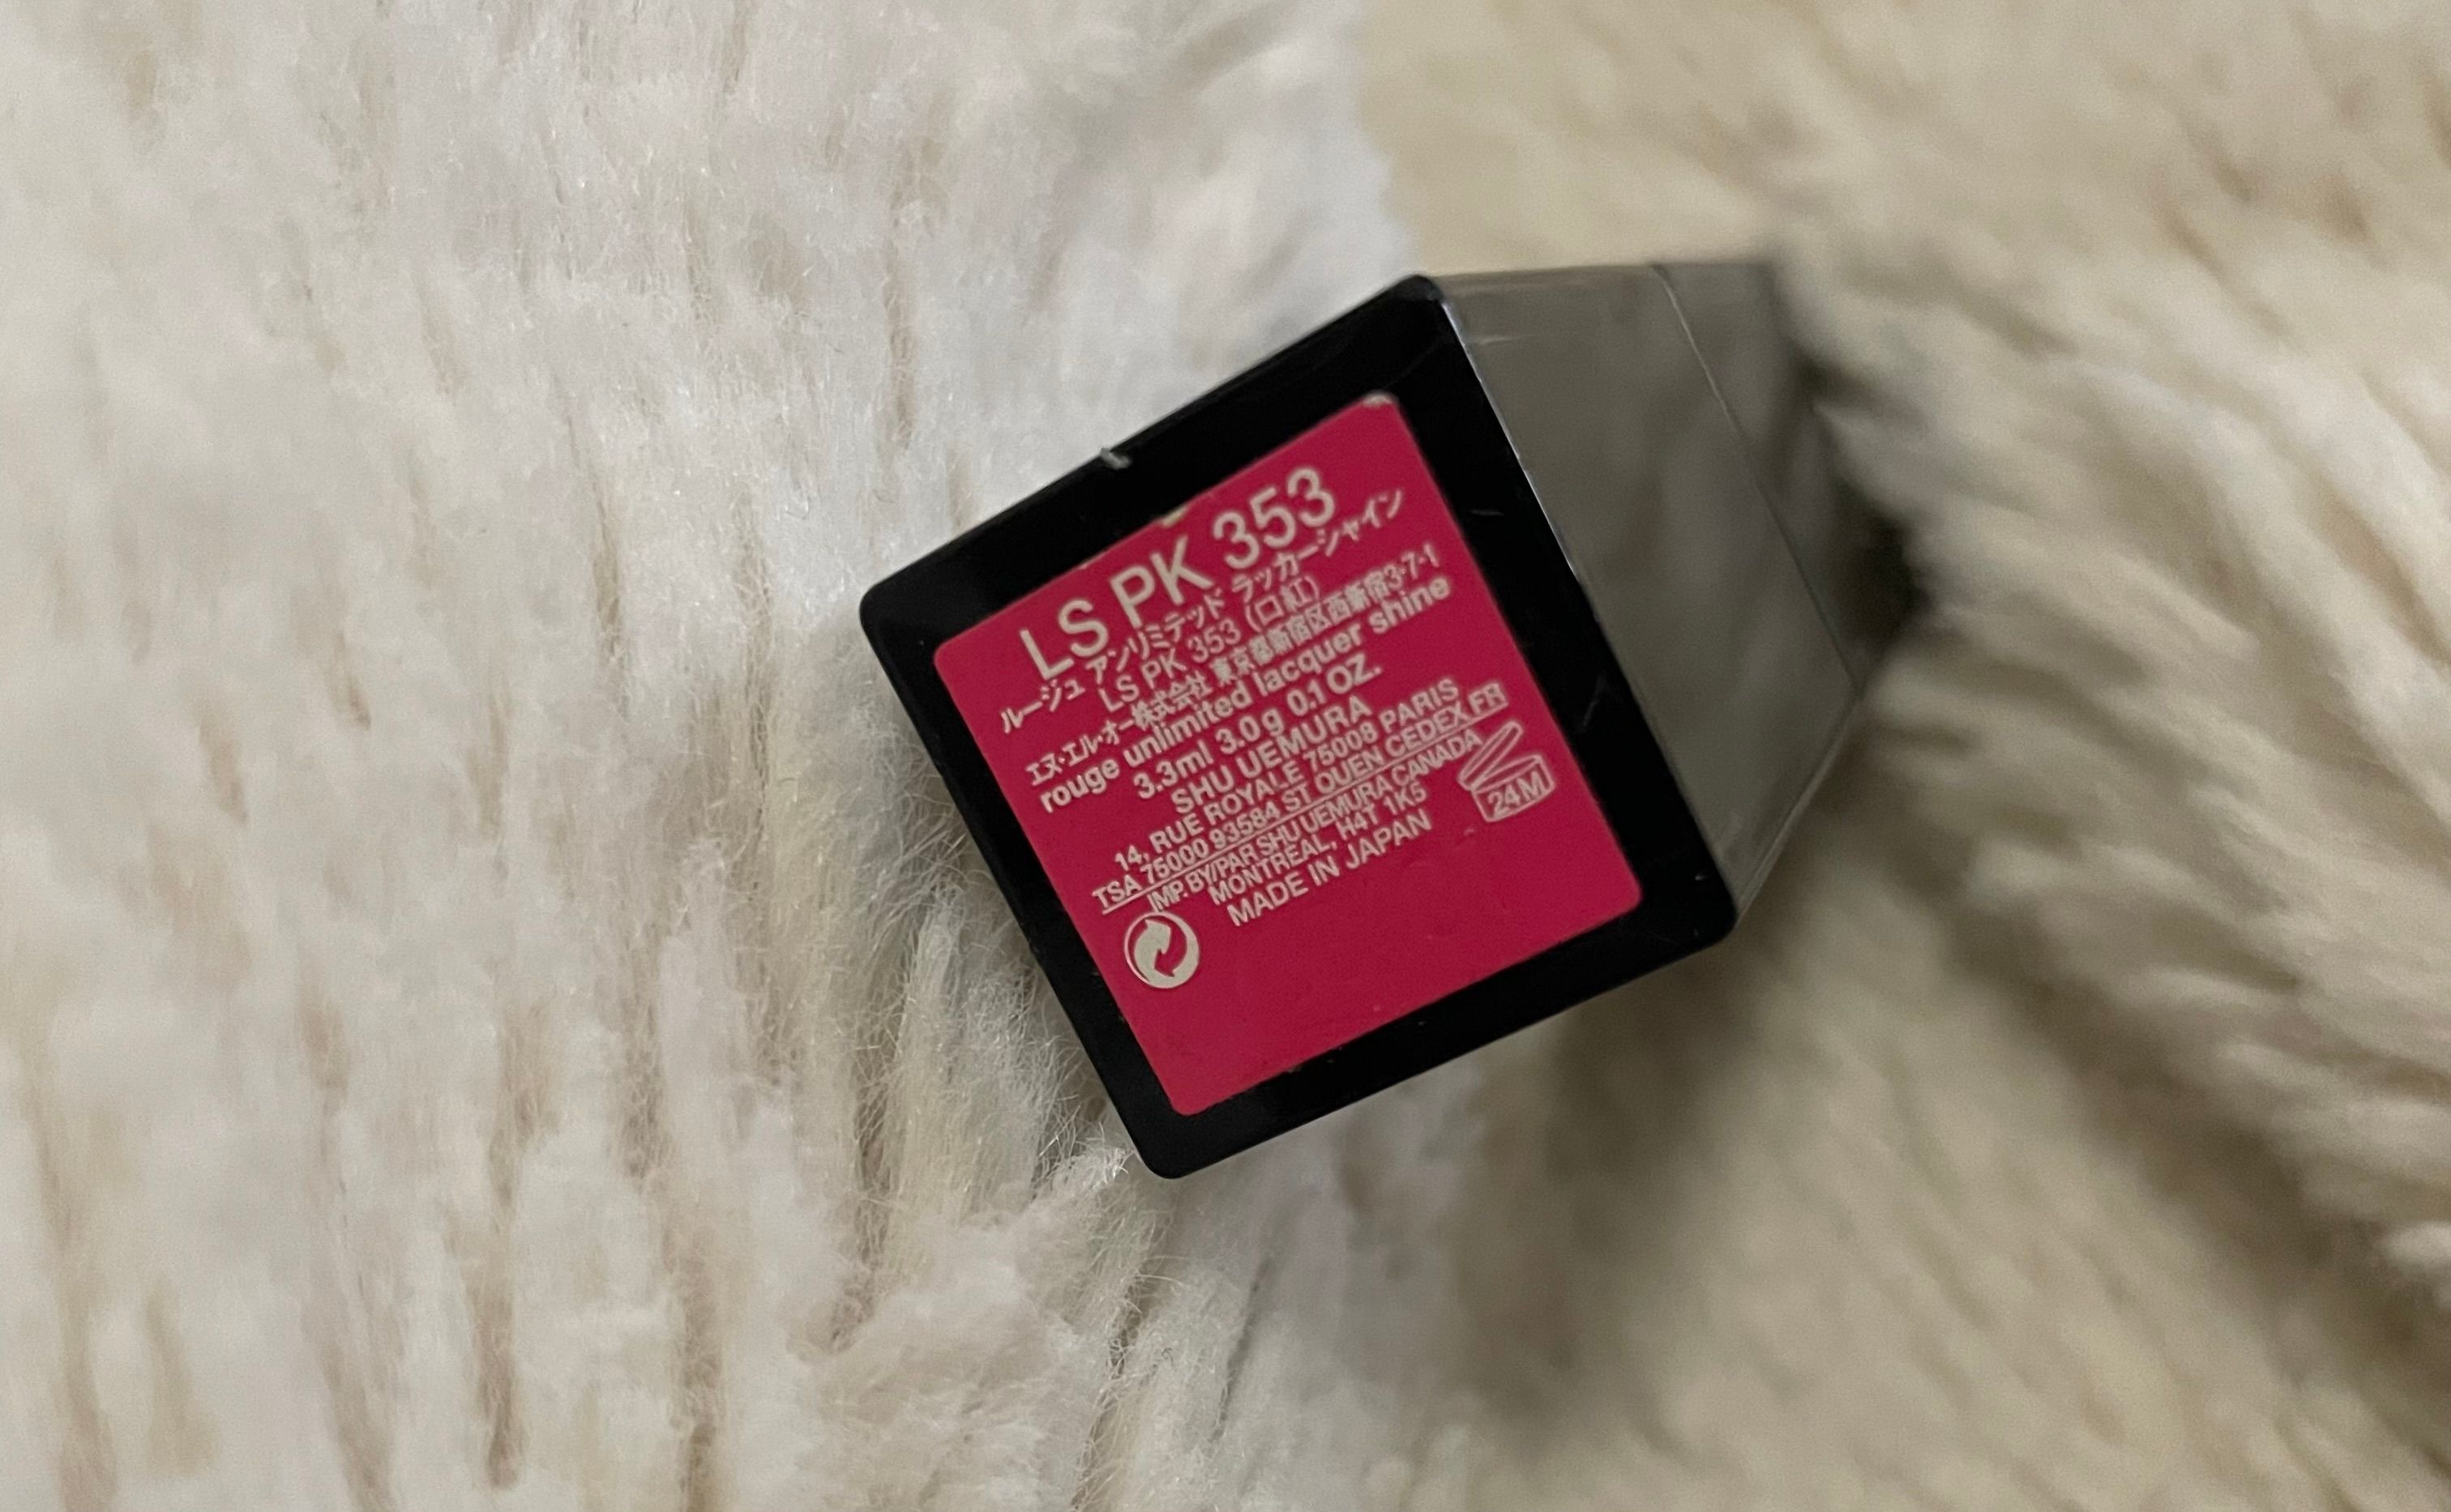 LS PK 353
ルージュ アンリミテッド ラッカーシャイン
LS PK 353 (口紅)
エヌ・エル・オー株式会社 東京都新宿区西新宿3-7-1
rouge unlimited lacquer shine
3.3ml 3.0 g 0.1 OZ.
SHU UEMURA
14, RUE ROYALE 75008 PARIS
TSA 75000 93584 ST OUEN CEDEX FR
IMP. BY/PAR SHU UEMURA CANADA
MONTREAL, H4T 1K5
MADE IN JAPAN
24M